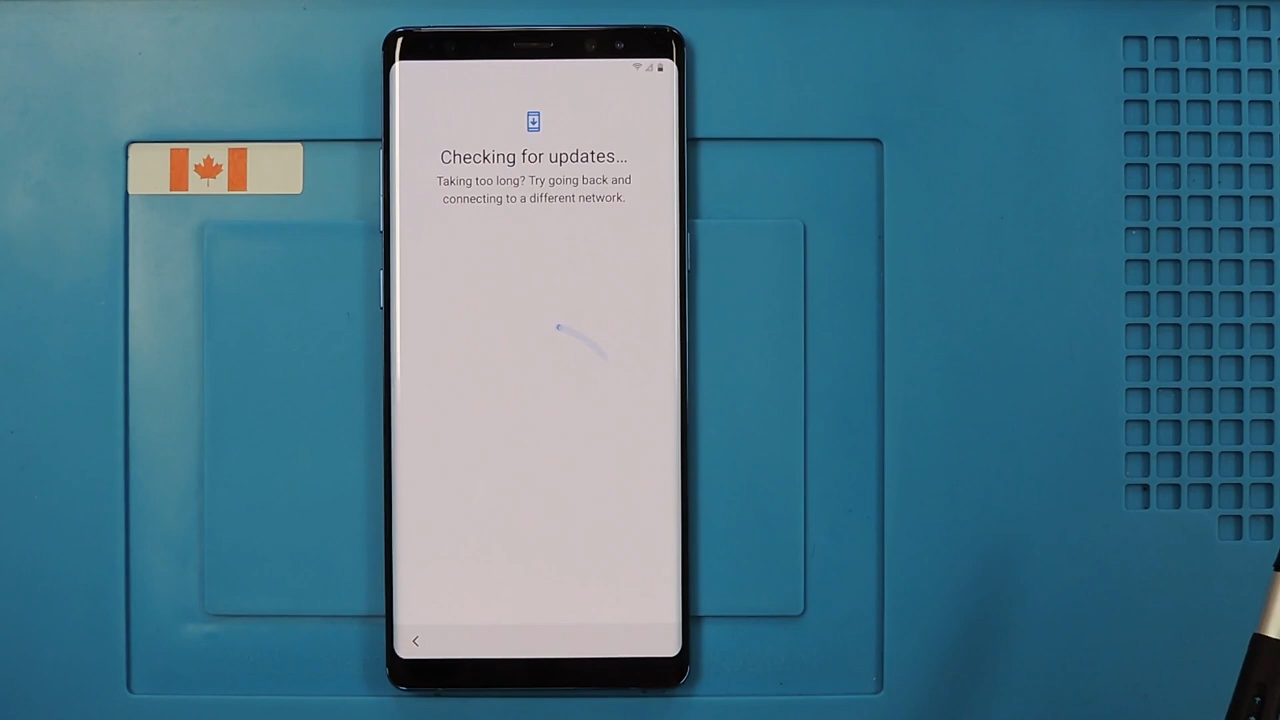 Checking for updates...
Taking too long? Try going back and
connecting to a different network.